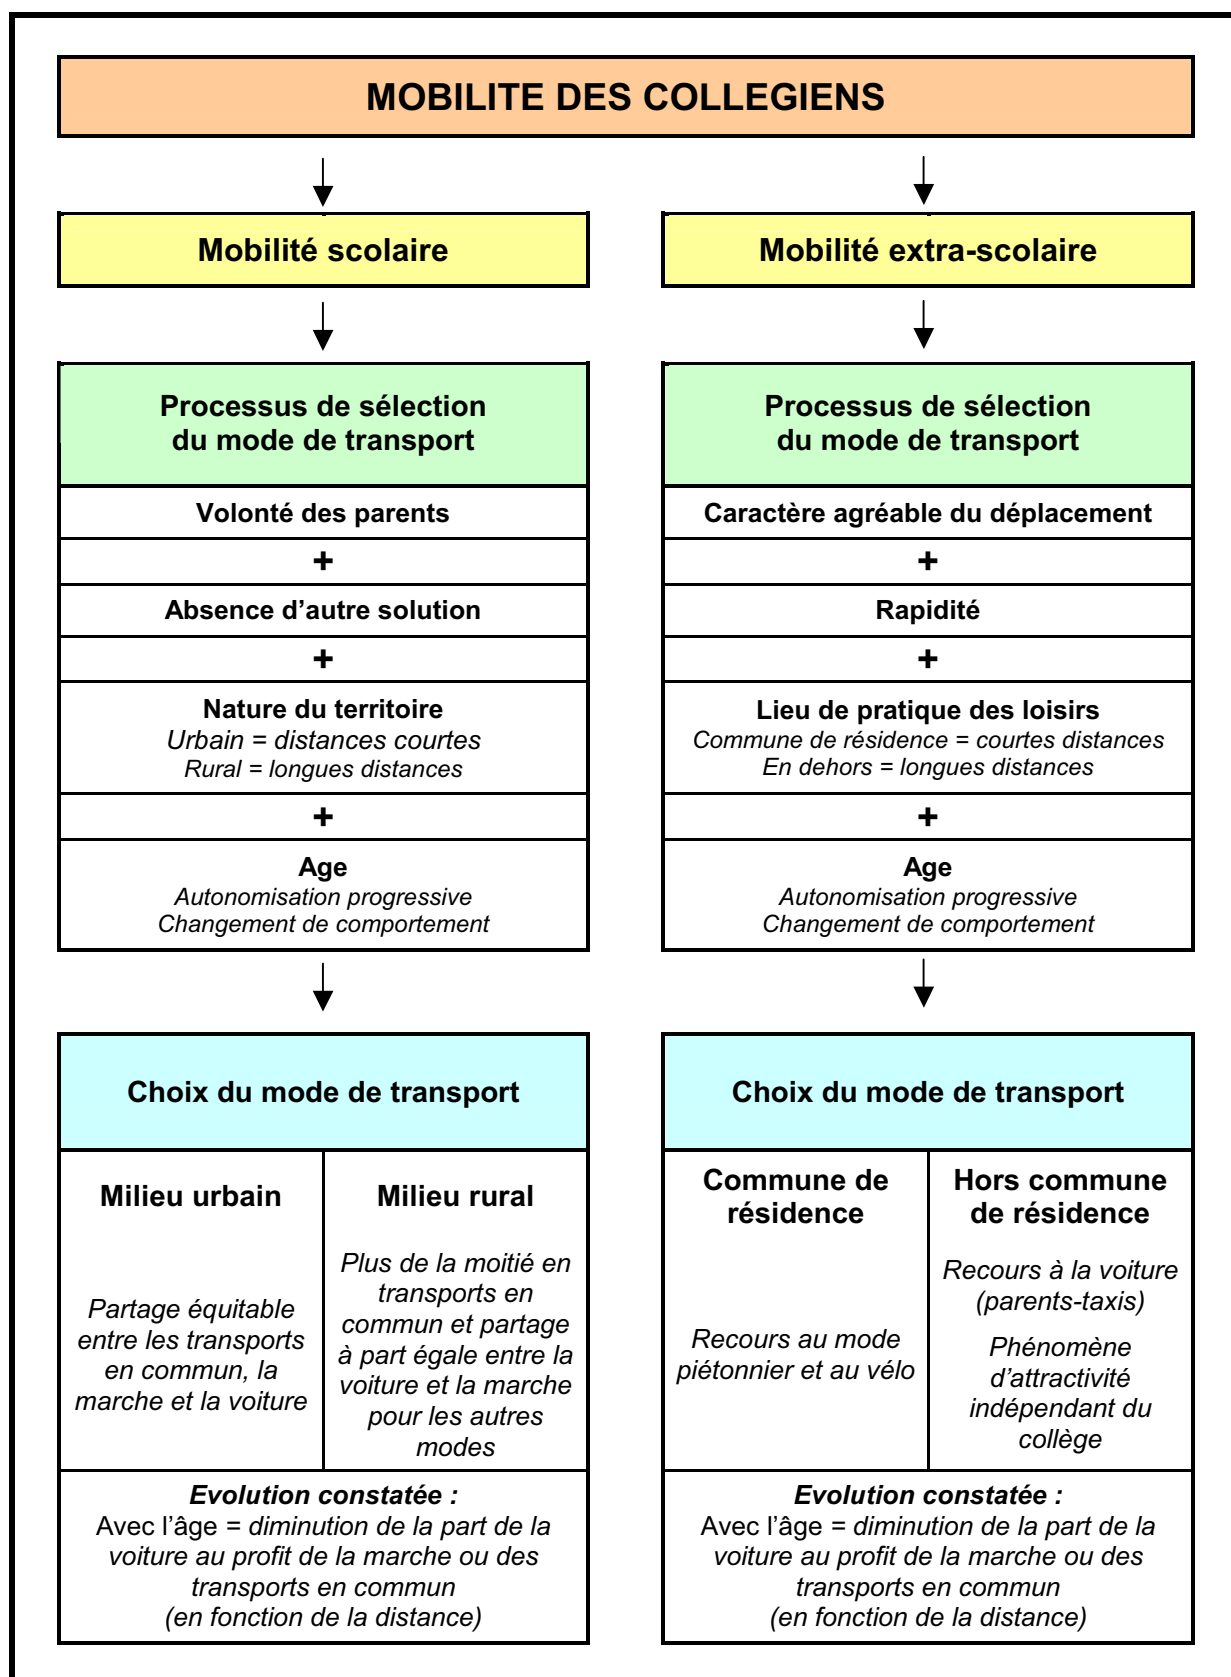 MOBILITE DES COLLEGIENS
Mobilité scolaire
Processus de sélection
du mode de transport
Volonté des parents
+
Absence d’autre solution
+
Nature du territoire
Urbain = distances courtes
Rural = longues distances
+
Age
Autonomisation progressive
Changement de comportement
Choix du mode de transport
Milieu urbain
Partage équitable
entre les transports
en commun, la
marche et la voiture
Milieu rural
Plus de la moitié en
transports en
commun et partage
à part égale entre la
voiture et la marche
pour les autres
modes
Evolution constatée :
Avec l’âge = diminution de la part de la
voiture au profit de la marche ou des
transports en commun
(en fonction de la distance)
Mobilité extra-scolaire
Processus de sélection
du mode de transport
Caractère agréable du déplacement
+
Rapidité
+
Lieu de pratique des loisirs
Commune de résidence = courtes distances
En dehors = longues distances
+
Age
Autonomisation progressive
Changement de comportement
Choix du mode de transport
Commune de
résidence
Recours au mode
piétonnier et au vélo
Hors commune
de résidence
Recours à la voiture
(parents-taxis)
Phénomène
d’attractivité
indépendant du
collège
Evolution constatée :
Avec l’âge = diminution de la part de la
voiture au profit de la marche ou des
transports en commun
(en fonction de la distance)